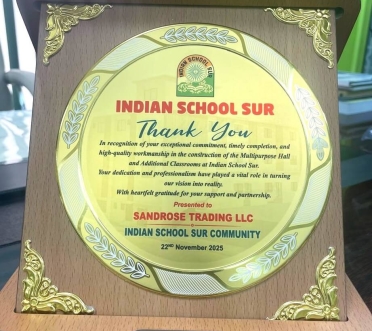 INDIAN SCHOOL SUR
INDIAN SCHOOL SUR
Thank You
In recognition of your exceptional commitment, timely completion, and
high-quality workmanship in the construction of the Multipurpose Hall
and Additional Classrooms at Indian School Sur.
Your dedication and professionalism have played a vital role in turning
our vision into reality.
With heartfelt gratitude for your support and partnership.
Presented to
SANDROSE TRADING LLC
INDIAN SCHOOL SUR COMMUNITY
22ND November 2025